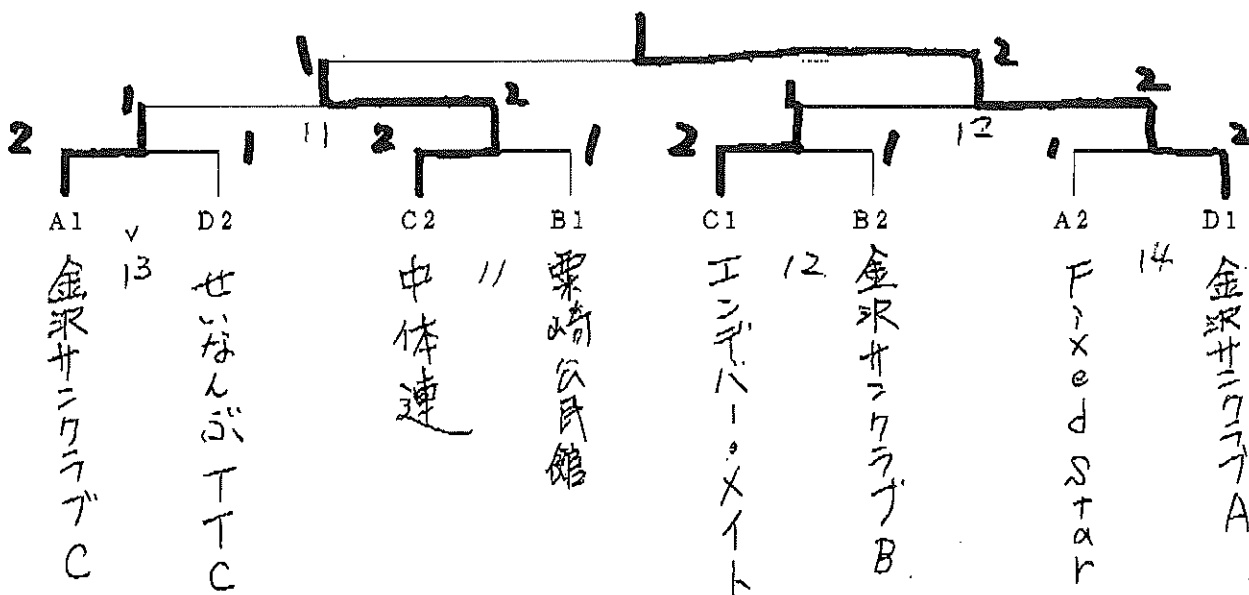 1 2
1 2 1 2
11 12
2 1 2 1 2 1 1 2
A1 D2 C2 B1 C1 B2 A2 D1
v
13 11 12 14
金沢サンクラブC
せいなんぶTTC
中体連
粟崎公民館
エンデバー・メイト
金沢サンクラブB
Fixed Star
金沢サンクラブA